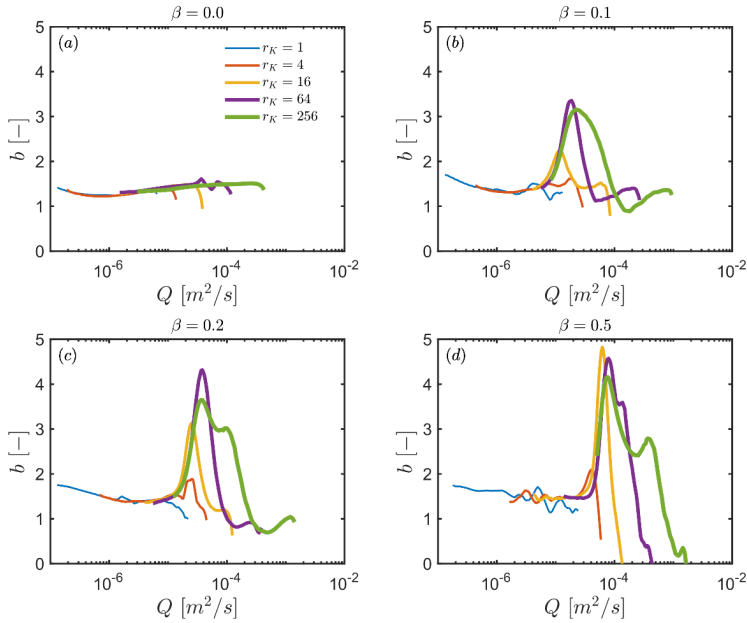 β = 0.0
(a)
r_K = 1
r_K = 4
r_K = 16
r_K = 64
r_K = 256
5
4
3
2
1
0
b [−]
10^-6
10^-4
10^-2
Q [m^2/s]
β = 0.1
(b)
5
4
3
2
1
0
b [−]
10^-6
10^-4
10^-2
Q [m^2/s]
β = 0.2
(c)
5
4
3
2
1
0
b [−]
10^-6
10^-4
10^-2
Q [m^2/s]
β = 0.5
(d)
5
4
3
2
1
0
b [−]
10^-6
10^-4
10^-2
Q [m^2/s]